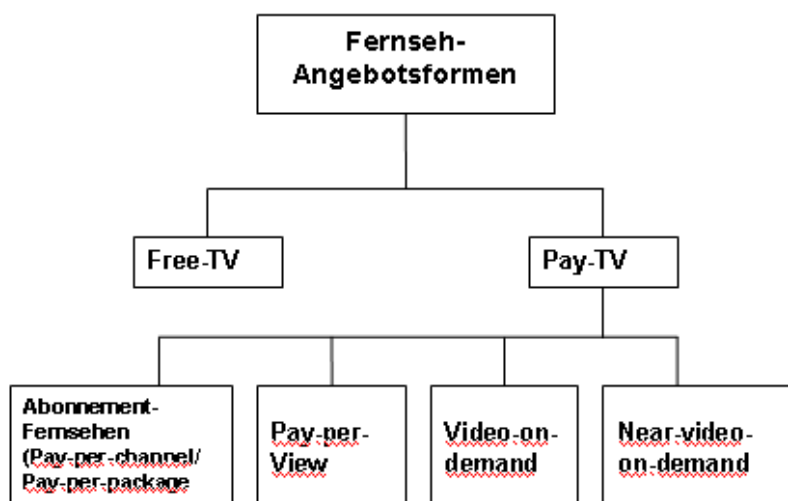 Fernseh-
Angebotsformen
Free-TV
Pay-TV
Abonnement-
Fernsehen
(Pay-per-channel/
Pay-per-package
Pay-per-
View
Video-on-
demand
Near-video-
on-demand